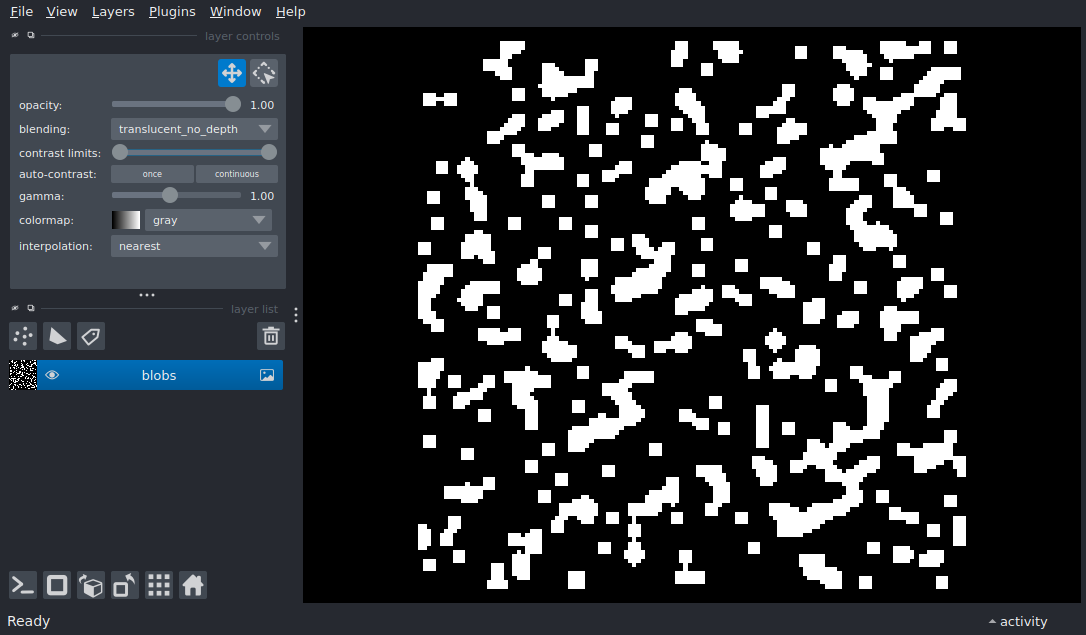 File View Layers Plugins Window Help
layer controls
opacity: 1.00
blending: translucent_no_depth
contrast limits:
auto-contrast: once continuous
gamma: 1.00
colormap: gray
interpolation: nearest
layer list
blobs
Ready activity